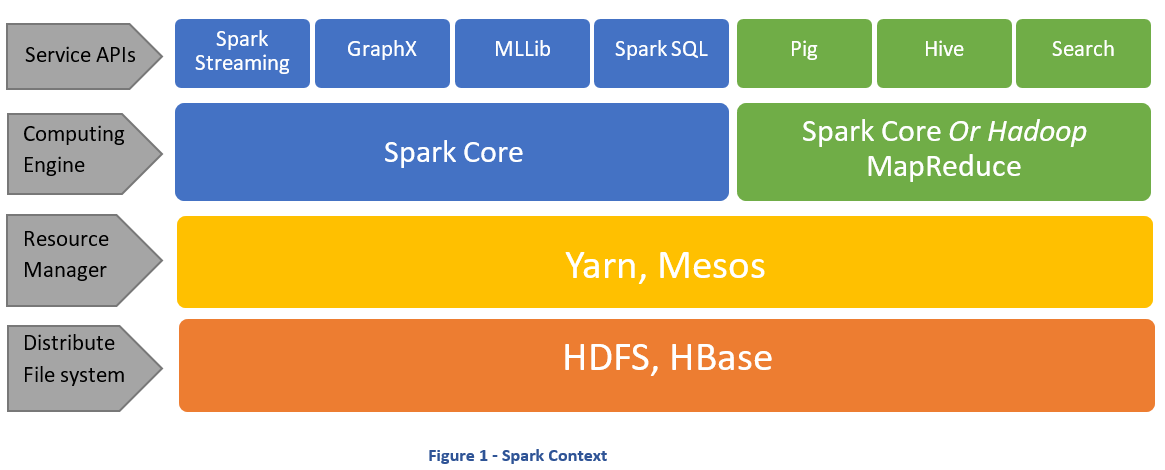 Service APIs
Spark
Streaming
GraphX
MLLib
Spark SQL
Pig
Hive
Search
Computing
Engine
Spark Core
Spark Core Or Hadoop
MapReduce
Resource
Manager
Yarn, Mesos
Distribute
File system
HDFS, HBase
Figure 1 - Spark Context